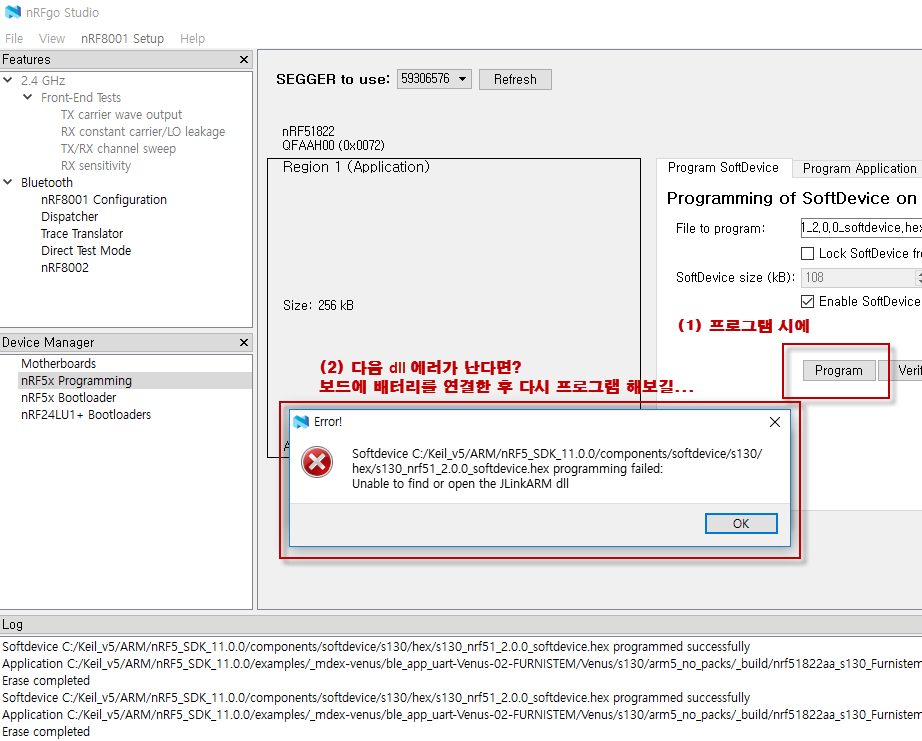 nRFgo Studio
File View nRF8001 Setup Help
Features
2.4 GHz
Front-End Tests
TX carrier wave output
RX constant carrier/LO leakage
TX/RX channel sweep
RX sensitivity
Bluetooth
nRF8001 Configuration
Dispatcher
Trace Translator
Direct Test Mode
nRF8002
Device Manager
Motherboards
nRF5x Programming
nRF5x Bootloader
nRF24LU1+ Bootloaders
SEGGER to use: 59306576 Refresh
nRF51822
QFAAH00 (0x0072)
Region 1 (Application)
Size: 256 kB
Program SoftDevice Program Application
Programming of SoftDevice on
File to program: 1_2,0,0_softdevice,hex
Lock SoftDevice fr
SoftDevice size (kB): 108
Enable SoftDevice
(1) 프로그램 시에
Program Verif
(2) 다음 dll 에러가 난다면?
보드에 배터리를 연결한 후 다시 프로그램 해보길...
Error!
Softdevice C:/Keil_v5/ARM/nRF5_SDK_11.0.0/components/softdevice/s130/
hex/s130_nrf51_2.0.0_softdevice.hex programming failed:
Unable to find or open the JLinkARM dll
OK
Log
Softdevice C:/Keil_v5/ARM/nRF5_SDK_11.0.0/components/softdevice/s130/hex/s130_nrf51_2.0.0_softdevice.hex programmed successfully
Application C:/Keil_v5/ARM/nRF5_SDK_11.0.0/examples/_mdex-venus/ble_app_uart-Venus-02-FURNISTEM/Venus/s130/arm5_no_packs/_build/nrf51822aa_s130_Furnistem
Erase completed
Softdevice C:/Keil_v5/ARM/nRF5_SDK_11.0.0/components/softdevice/s130/hex/s130_nrf51_2.0.0_softdevice.hex programmed successfully
Application C:/Keil_v5/ARM/nRF5_SDK_11.0.0/examples/_mdex-venus/ble_app_uart-Venus-02-FURNISTEM/Venus/s130/arm5_no_packs/_build/nrf51822aa_s130_Furnistem
Erase completed